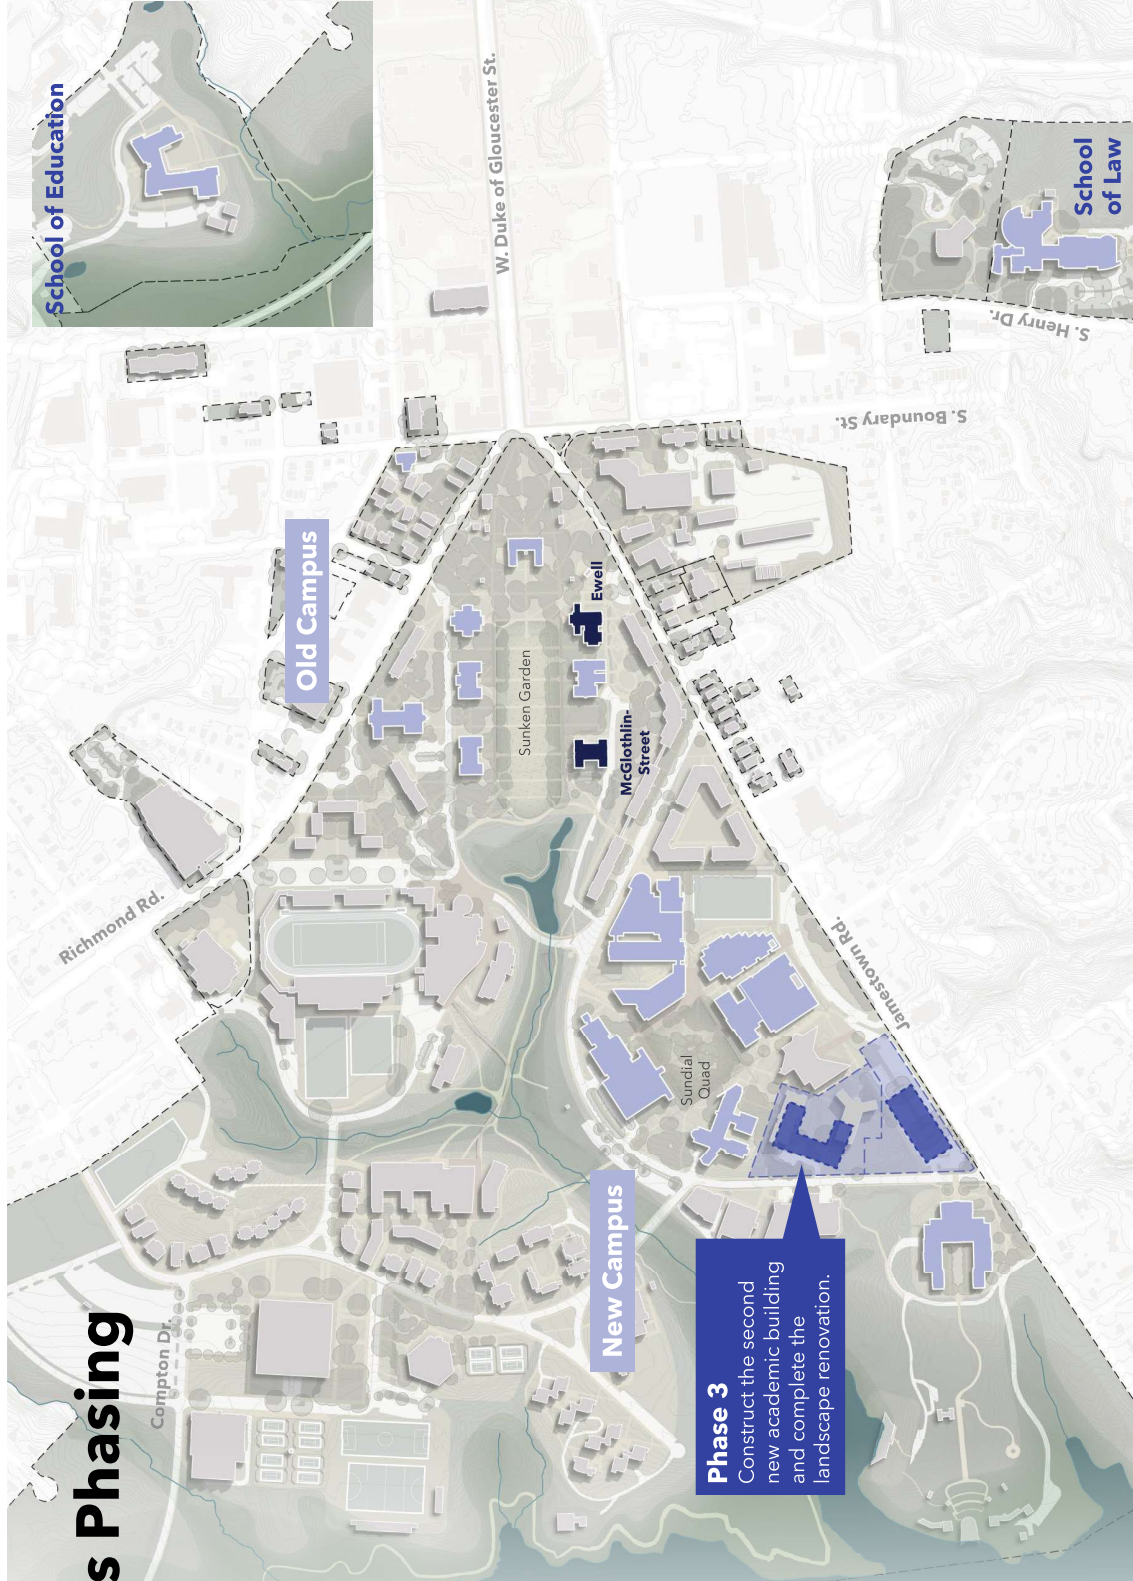 s Phasing
School of Education
W. Duke of Gloucester St.
School
of Law
S. Henry Dr.
S. Boundary St.
Old Campus
Richmond Rd.
Sunken Garden
Ewell
McGlothlin-
Street
Jamestown Rd.
Sundial
Quad
New Campus
Compton Dr.
Phase 3
Construct the second
new academic building
and complete the
landscape renovation.